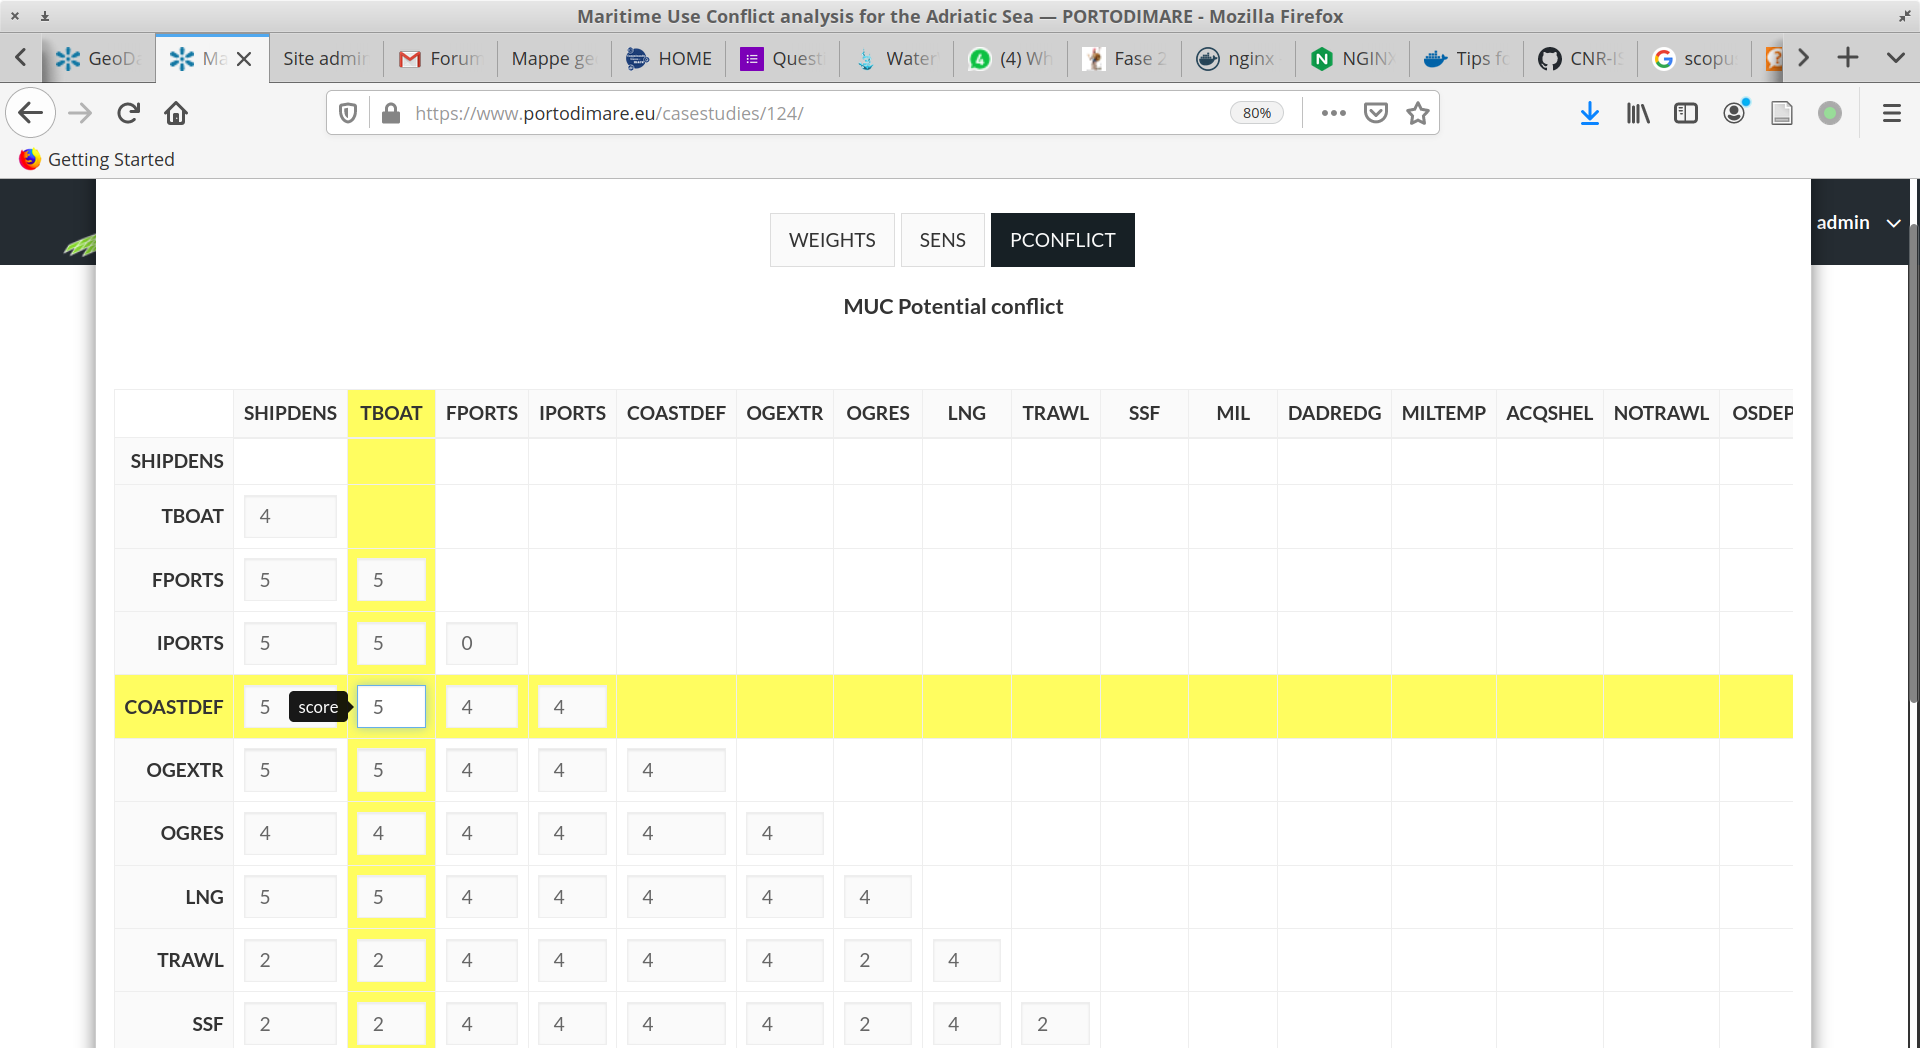 Maritime Use Conflict analysis for the Adriatic Sea — PORTODIMARE - Mozilla Firefox
GeoDa Ma Site admin Forum Mappe ge HOME Quest Water (4) Wh Fase 2 nginx NGINX Tips fo CNR-IS scopu
https://www.portodimare.eu/casestudies/124/ 80%
Getting Started
admin
WEIGHTS SENS PCONFLICT
MUC Potential conflict
SHIPDENS TBOAT FPORTS IPORTS COASTDEF OGEXTR OGRES LNG TRAWL SSF MIL DADREDG MILTEMP ACQSHEL NOTRAWL OSDEP
SHIPDENS
TBOAT 4
FPORTS 5 5
IPORTS 5 5 0
COASTDEF 5 score 5 4 4
OGEXTR 5 5 4 4 4
OGRES 4 4 4 4 4 4
LNG 5 5 4 4 4 4 4
TRAWL 2 2 4 4 4 4 2 4
SSF 2 2 4 4 4 4 2 4 2